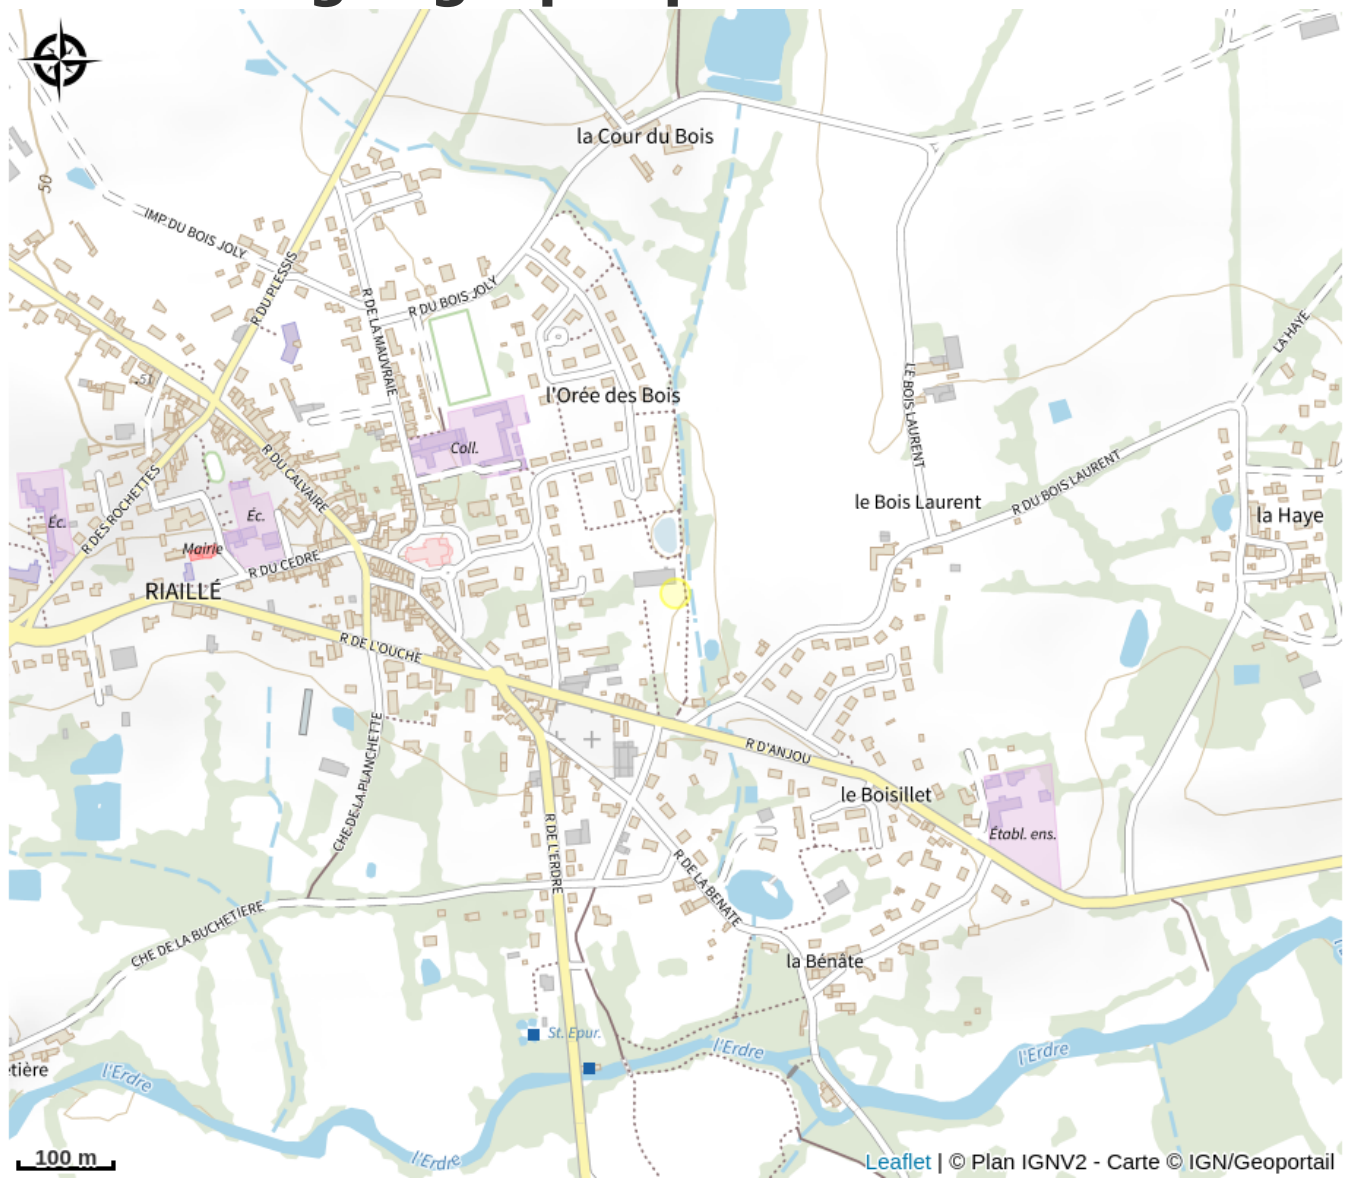 la Cour du Bois
50
IMP. DU BOIS JOLY
R DU PLESSIS
R DE LA MAUVRAIE
R DU BOIS JOLY
LA HAYE
51
l'Orée des Bois
LE BOIS LAURENT
Coll.
R DU CALVAIRE
R DES ROCHETTES
R DU BOIS LAURENT
le Bois Laurent
la Haye
Éc.
Éc.
Mairie
R DU CEDRE
RIAILLÉ
R DE L'OUCHE
CHE DE LA PLANCHETTE
R D'ANJOU
le Boisillet
Établ. ens.
R DE L'ERDRE
R DE LA BENATE
CHE DE LA BUCHETIERE
la Bénâte
St. Epur.
l'Erdre
l'Erdre
etière
l'Erdre
l'Erdre
100 m
Leaflet | © Plan IGNV2 - Carte © IGN/Geoportail